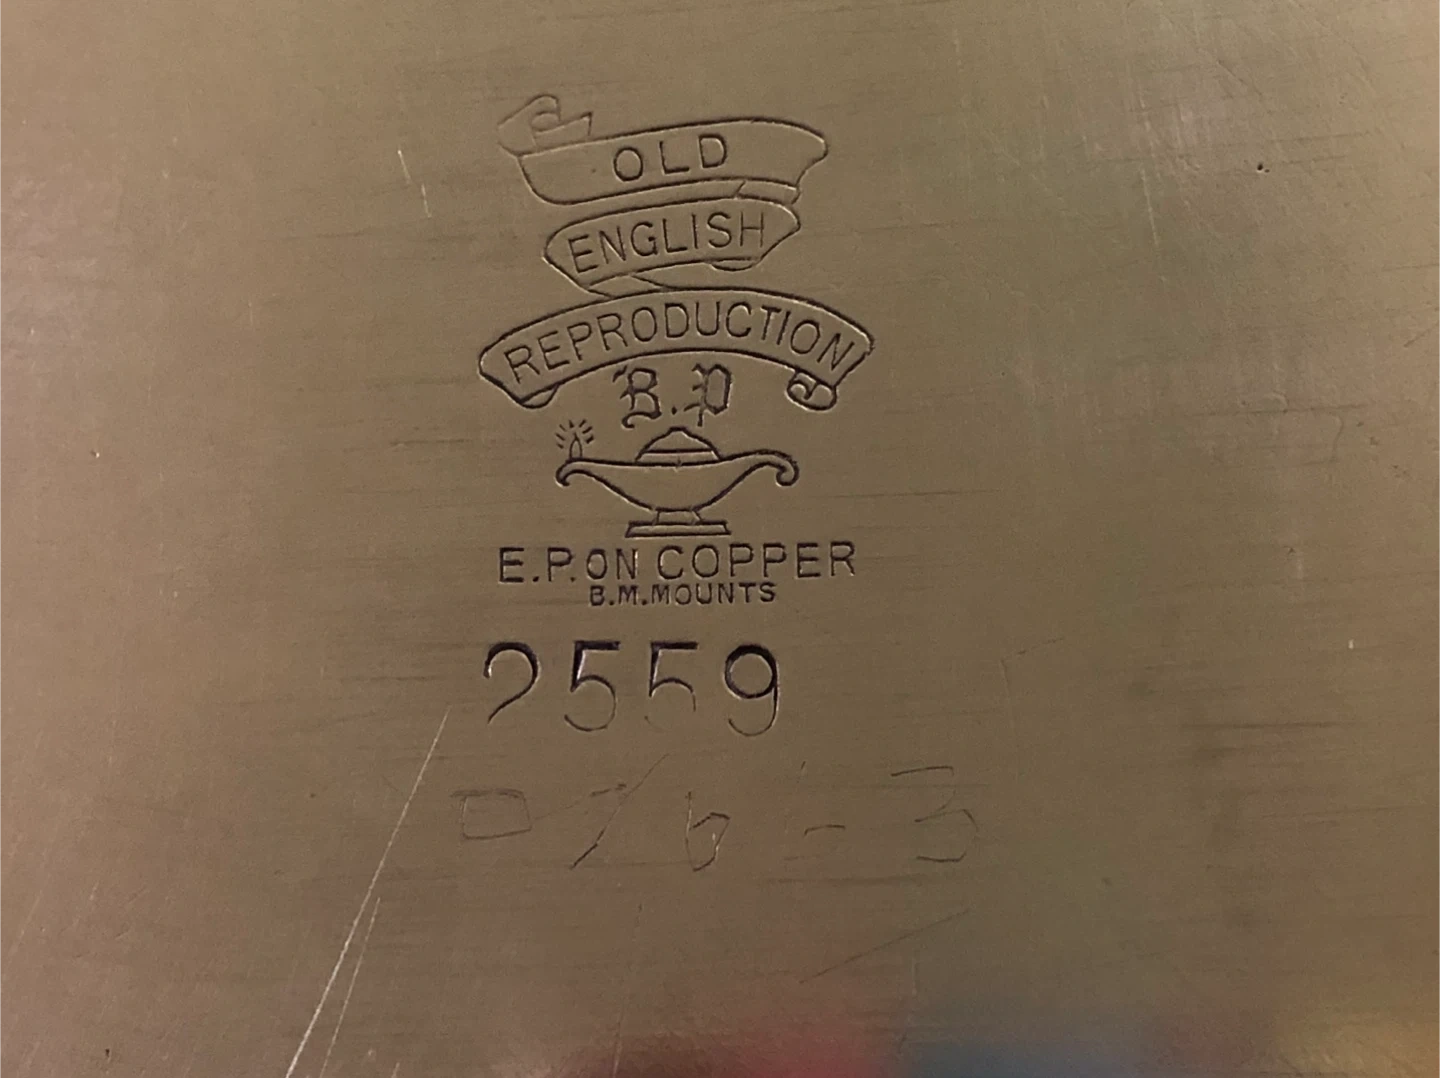 OLD
ENGLISH
REPRODUCTION
B.P
E.P. ON COPPER
B.M.MOUNTS
2559